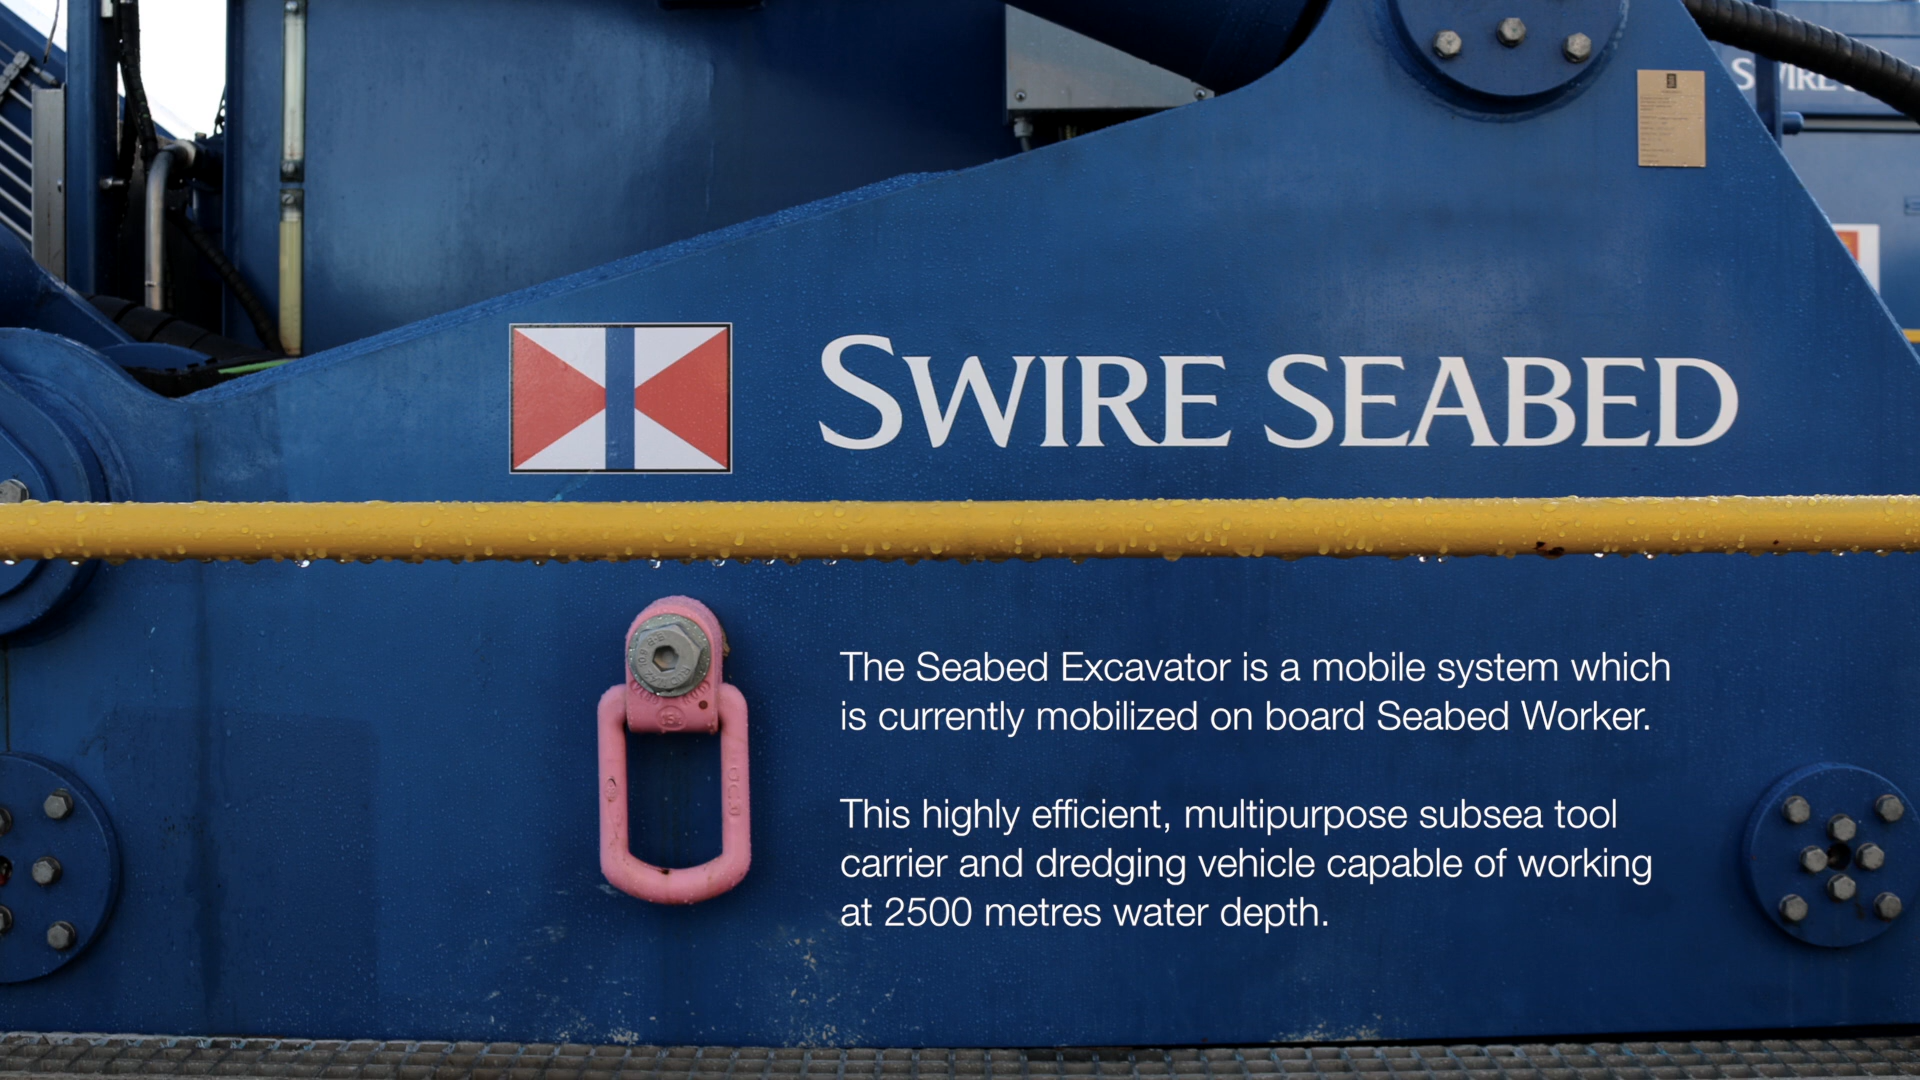 SWIRE SEABED
The Seabed Excavator is a mobile system which
is currently mobilized on board Seabed Worker.
This highly efficient, multipurpose subsea tool
carrier and dredging vehicle capable of working
at 2500 metres water depth.